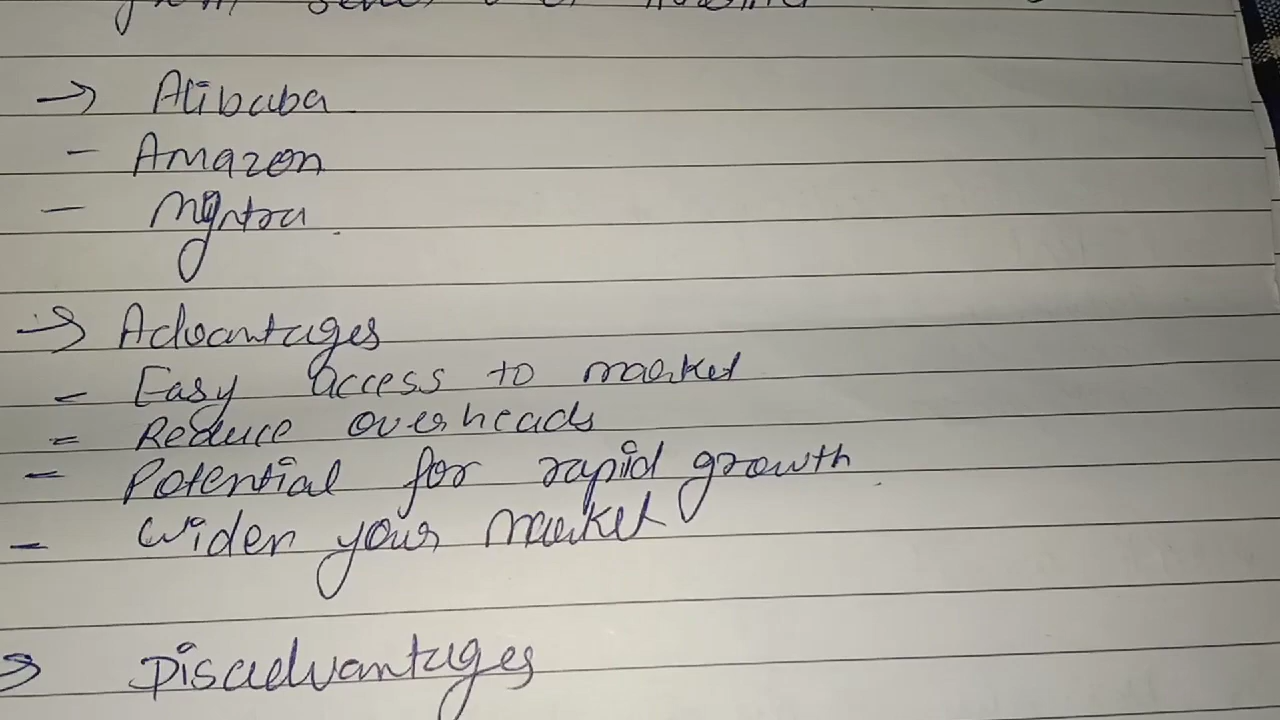 → Alibaba
- Amazon
- Myntra
→ Advantages
- Easy access to market
= Reduce overheads
- Potential for rapid growth
- Widen your market
→ Disadvantages